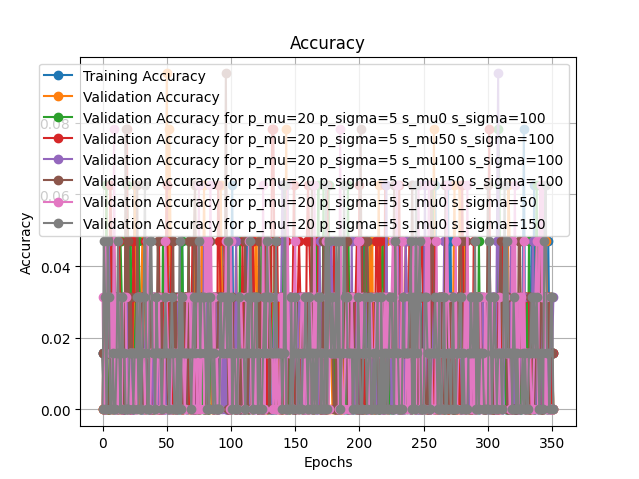 Accuracy
Training Accuracy
Validation Accuracy
Validation Accuracy for p_mu=20 p_sigma=5 s_mu0 s_sigma=100
Validation Accuracy for p_mu=20 p_sigma=5 s_mu50 s_sigma=100
Validation Accuracy for p_mu=20 p_sigma=5 s_mu100 s_sigma=100
Validation Accuracy for p_mu=20 p_sigma=5 s_mu150 s_sigma=100
Validation Accuracy for p_mu=20 p_sigma=5 s_mu0 s_sigma=50
Validation Accuracy for p_mu=20 p_sigma=5 s_mu0 s_sigma=150
Accuracy
0.08
0.06
0.04
0.02
0.00
0 50 100 150 200 250 300 350
Epochs